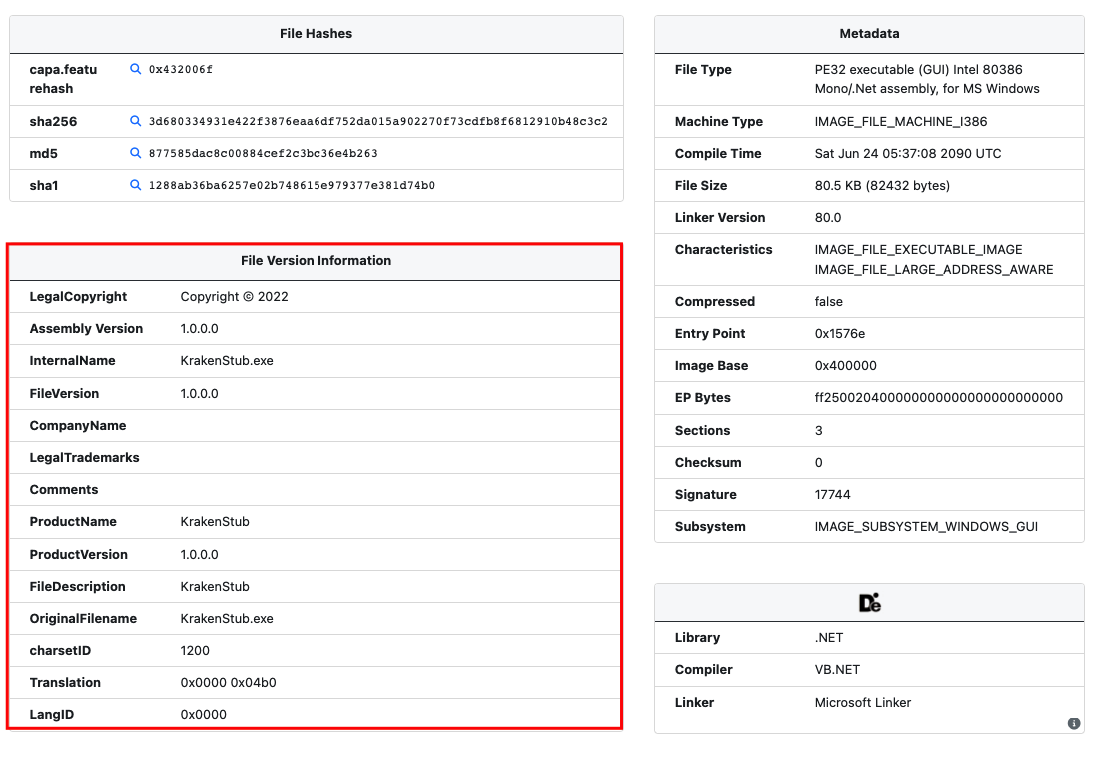 File Hashes
capa.featu
rehash
0x432006f
sha256 3d680334931e422f3876eaa6df752da015a902270f73cdfb8f6812910b48c3c2
md5 877585dac8c00884cef2c3bc36e4b263
sha1 1288ab36ba6257e02b748615e979377e381d74b0
File Version Information
LegalCopyright Copyright © 2022
Assembly Version 1.0.0.0
InternalName KrakenStub.exe
FileVersion 1.0.0.0
CompanyName
LegalTrademarks
Comments
ProductName KrakenStub
ProductVersion 1.0.0.0
FileDescription KrakenStub
OriginalFilename KrakenStub.exe
charsetID 1200
Translation 0x0000 0x04b0
LangID 0x0000
Metadata
File Type PE32 executable (GUI) Intel 80386
Mono/.Net assembly, for MS Windows
Machine Type IMAGE_FILE_MACHINE_I386
Compile Time Sat Jun 24 05:37:08 2090 UTC
File Size 80.5 KB (82432 bytes)
Linker Version 80.0
Characteristics IMAGE_FILE_EXECUTABLE_IMAGE
IMAGE_FILE_LARGE_ADDRESS_AWARE
Compressed false
Entry Point 0x1576e
Image Base 0x400000
EP Bytes ff250020400000000000000000000000
Sections 3
Checksum 0
Signature 17744
Subsystem IMAGE_SUBSYSTEM_WINDOWS_GUI
De
Library .NET
Compiler VB.NET
Linker Microsoft Linker